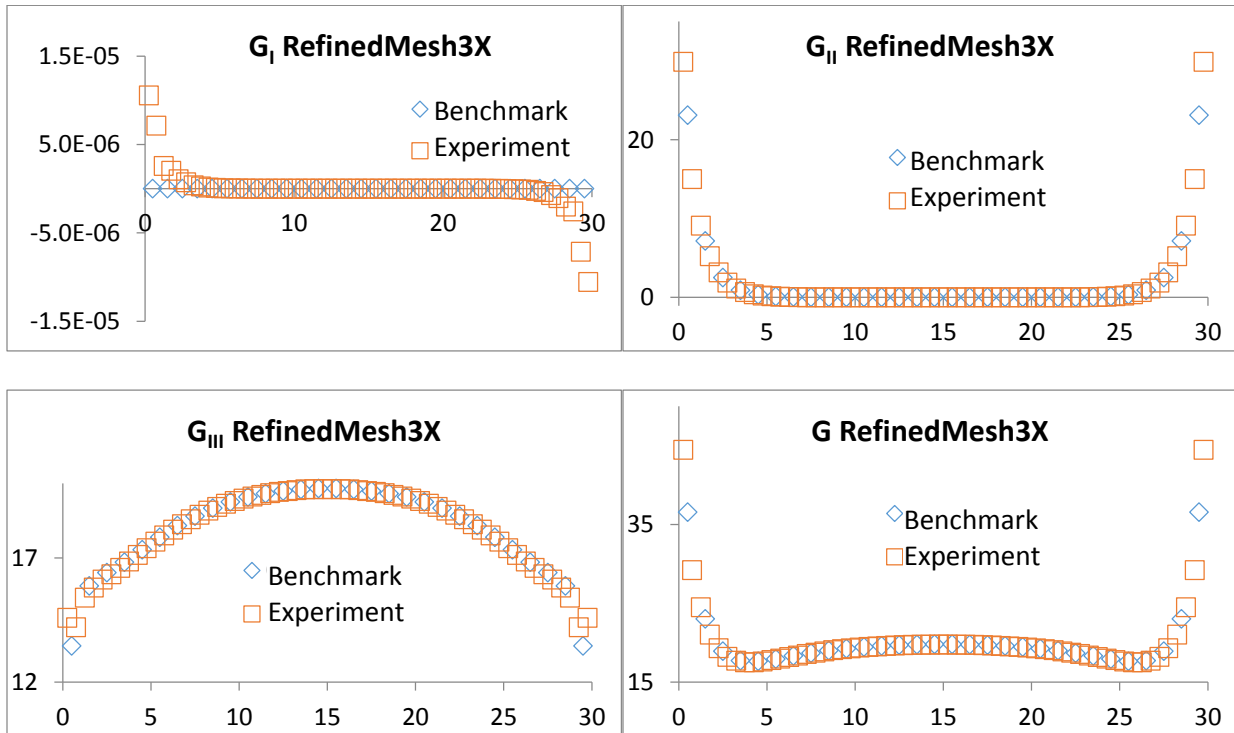 G_I RefinedMesh3X
1.5E-05
5.0E-06
-5.0E-06
-1.5E-05
0 10 20 30
Benchmark
Experiment
G_II RefinedMesh3X
20
0
0 5 10 15 20 25 30
Benchmark
Experiment
G_III RefinedMesh3X
17
12
0 5 10 15 20 25 30
Benchmark
Experiment
G RefinedMesh3X
35
15
0 5 10 15 20 25 30
Benchmark
Experiment